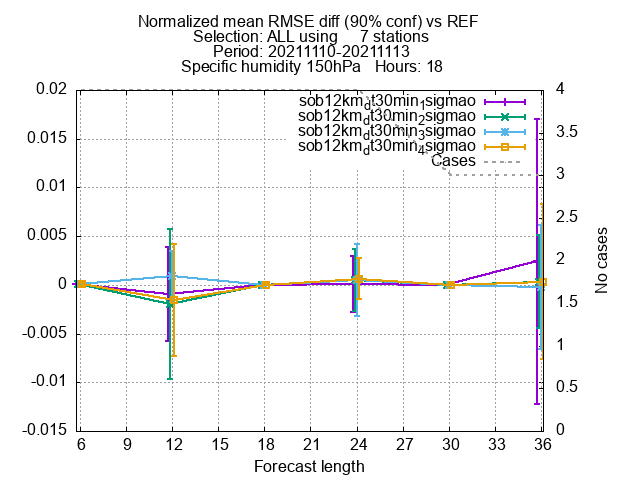 Normalized mean RMSE diff (90% conf) vs REF
Selection: ALL using 7 stations
Period: 20211110-20211113
Specific humidity 150hPa Hours: 18
sob12km_dt30min_1sigmao
sob12km_dt30min_2sigmao
sob12km_dt30min_3sigmao
sob12km_dt30min_4sigmao
Cases
0.02
0.015
0.01
0.005
0
-0.005
-0.01
-0.015
4
3.5
3
2.5
2
1.5
1
0.5
0
No cases
6 9 12 15 18 21 24 27 30 33 36
Forecast length